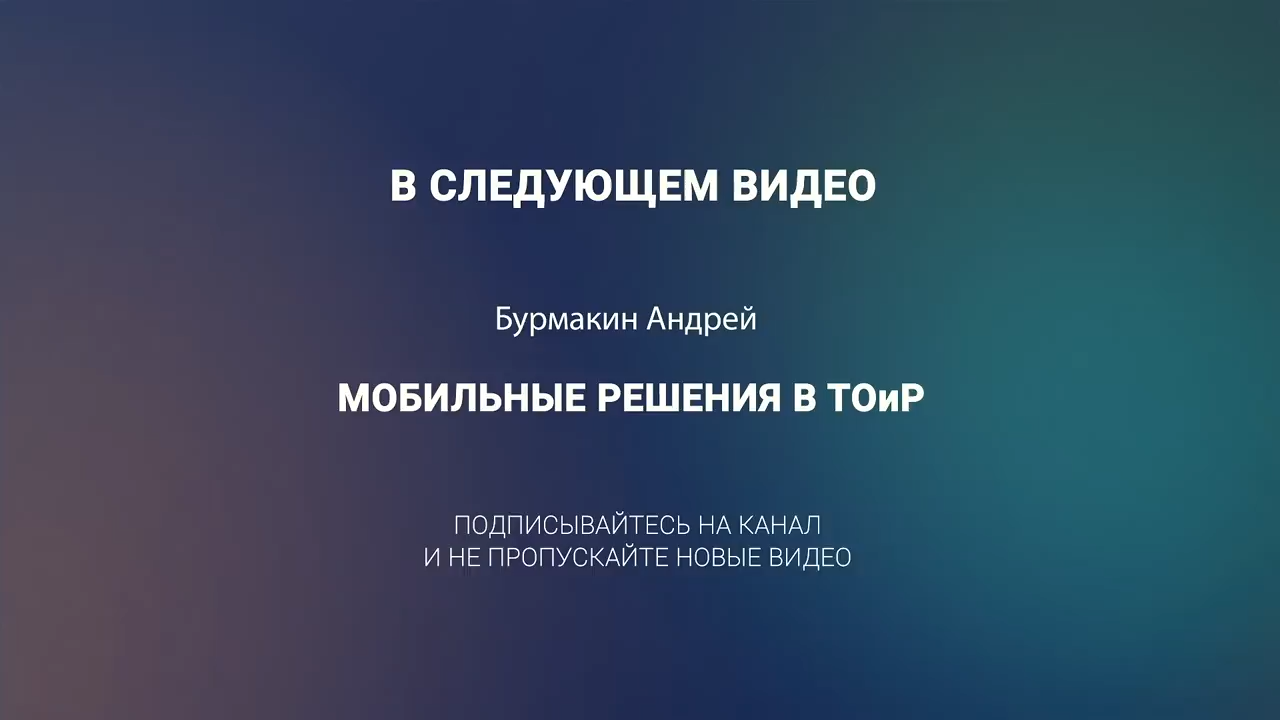 В СЛЕДУЮЩЕМ ВИДЕО
Бурмакин Андрей
МОБИЛЬНЫЕ РЕШЕНИЯ В ТОиР
ПОДПИСЫВАЙТЕСЬ НА КАНАЛ
И НЕ ПРОПУСКАЙТЕ НОВЫЕ ВИДЕО